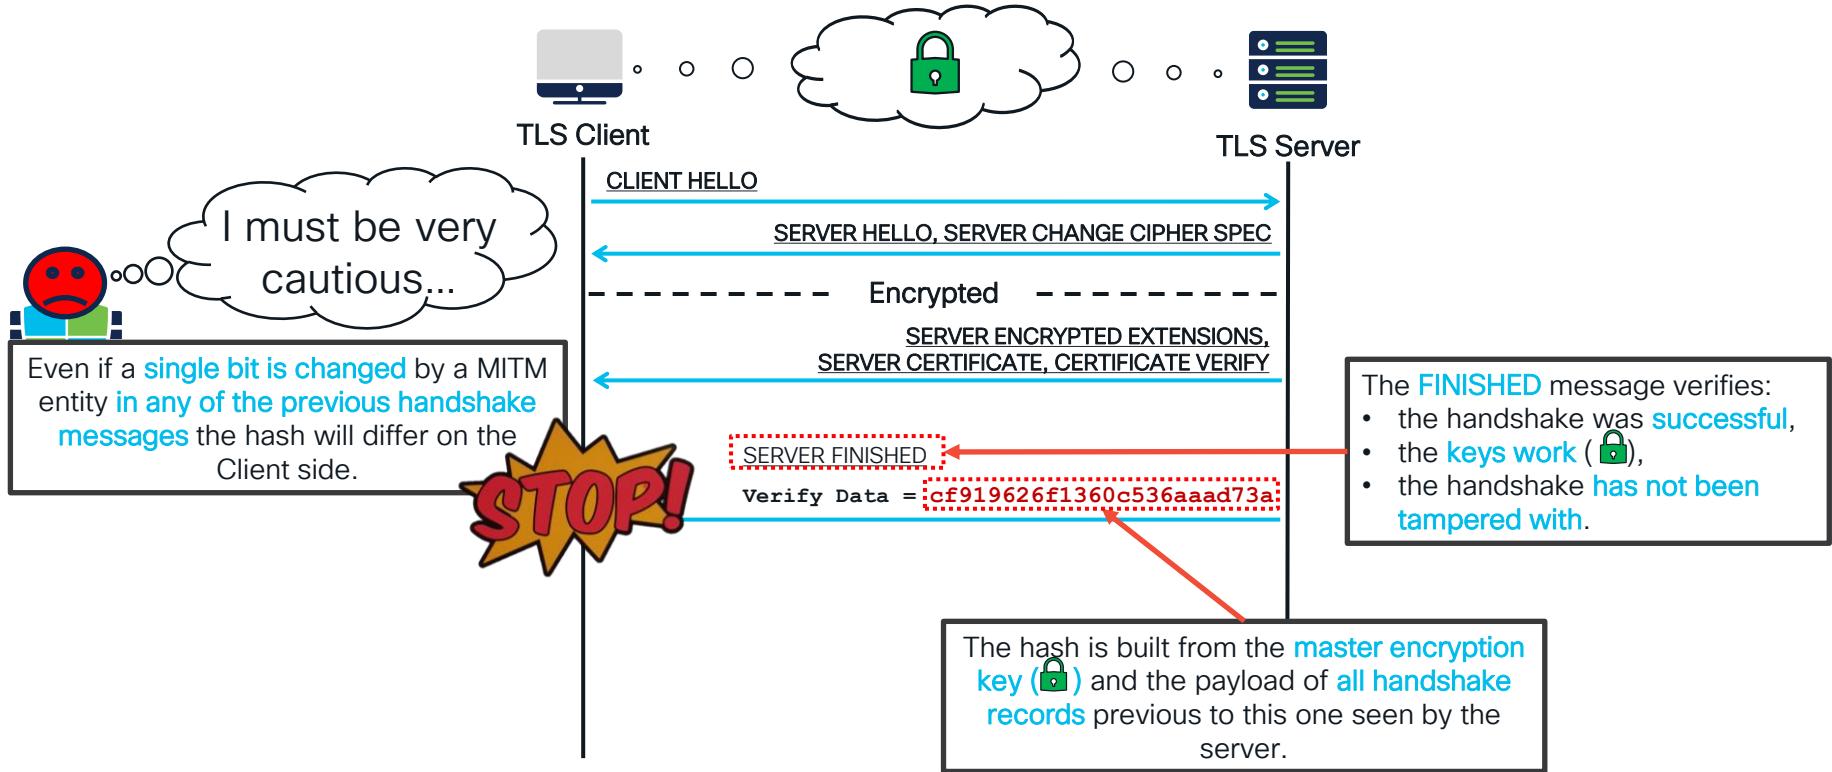 TLS Client
TLS Server
CLIENT HELLO
I must be very
cautious...
SERVER HELLO, SERVER CHANGE CIPHER SPEC
Encrypted
SERVER ENCRYPTED EXTENSIONS,
SERVER CERTIFICATE, CERTIFICATE VERIFY
Even if a single bit is changed by a MITM
entity in any of the previous handshake
messages the hash will differ on the
Client side.
STOP!
SERVER FINISHED
Verify Data = cf919626f1360c536aaad73a
The FINISHED message verifies:
• the handshake was successful,
• the keys work ( ),
• the handshake has not been
tampered with.
The hash is built from the master encryption
key ( ) and the payload of all handshake
records previous to this one seen by the
server.